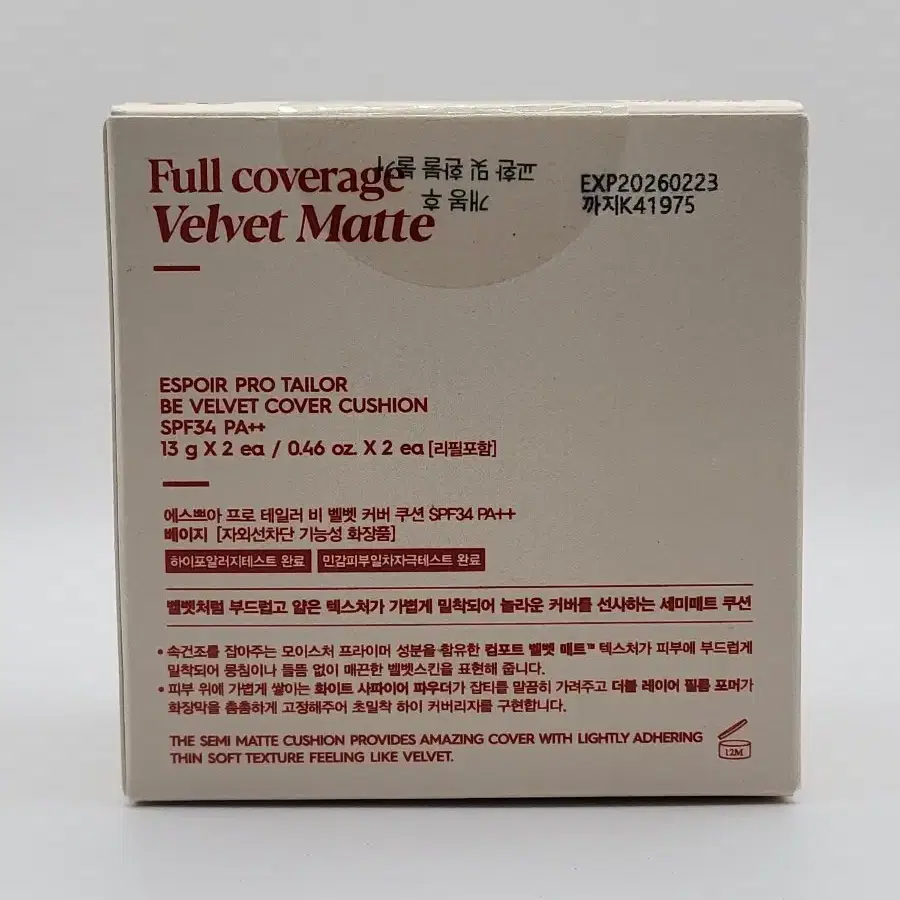 Full coverage
Velvet Matte
개봉 후
교환 및 환불 불가
EXP20260223
까지K41975
ESPOIR PRO TAILOR
BE VELVET COVER CUSHION
SPF34 PA++
13 g X 2 ea / 0.46 oz. X 2 ea [리필포함]
에스쁘아 프로 테일러 비 벨벳 커버 쿠션 SPF34 PA++
베이지 [자외선차단 기능성 화장품]
하이포알러지테스트 완료 민감피부일차자극테스트 완료
벨벳처럼 부드럽고 얇은 텍스처가 가볍게 밀착되어 놀라운 커버를 선사하는 세미매트 쿠션
• 속건조를 잡아주는 모이스처 프라이머 성분을 함유한 컴포트 벨벳 매트™ 텍스처가 피부에 부드럽게
밀착되어 뭉침이나 들뜸 없이 매끈한 벨벳스킨을 표현해 줍니다.
• 피부 위에 가볍게 쌓이는 화이트 사파이어 파우더가 잡티를 말끔히 가려주고 더블 레이어 필름 포머가
화장막을 촘촘하게 고정해주어 초밀착 하이 커버리지를 구현합니다.
THE SEMI MATTE CUSHION PROVIDES AMAZING COVER WITH LIGHTLY ADHERING
THIN SOFT TEXTURE FEELING LIKE VELVET.
12M